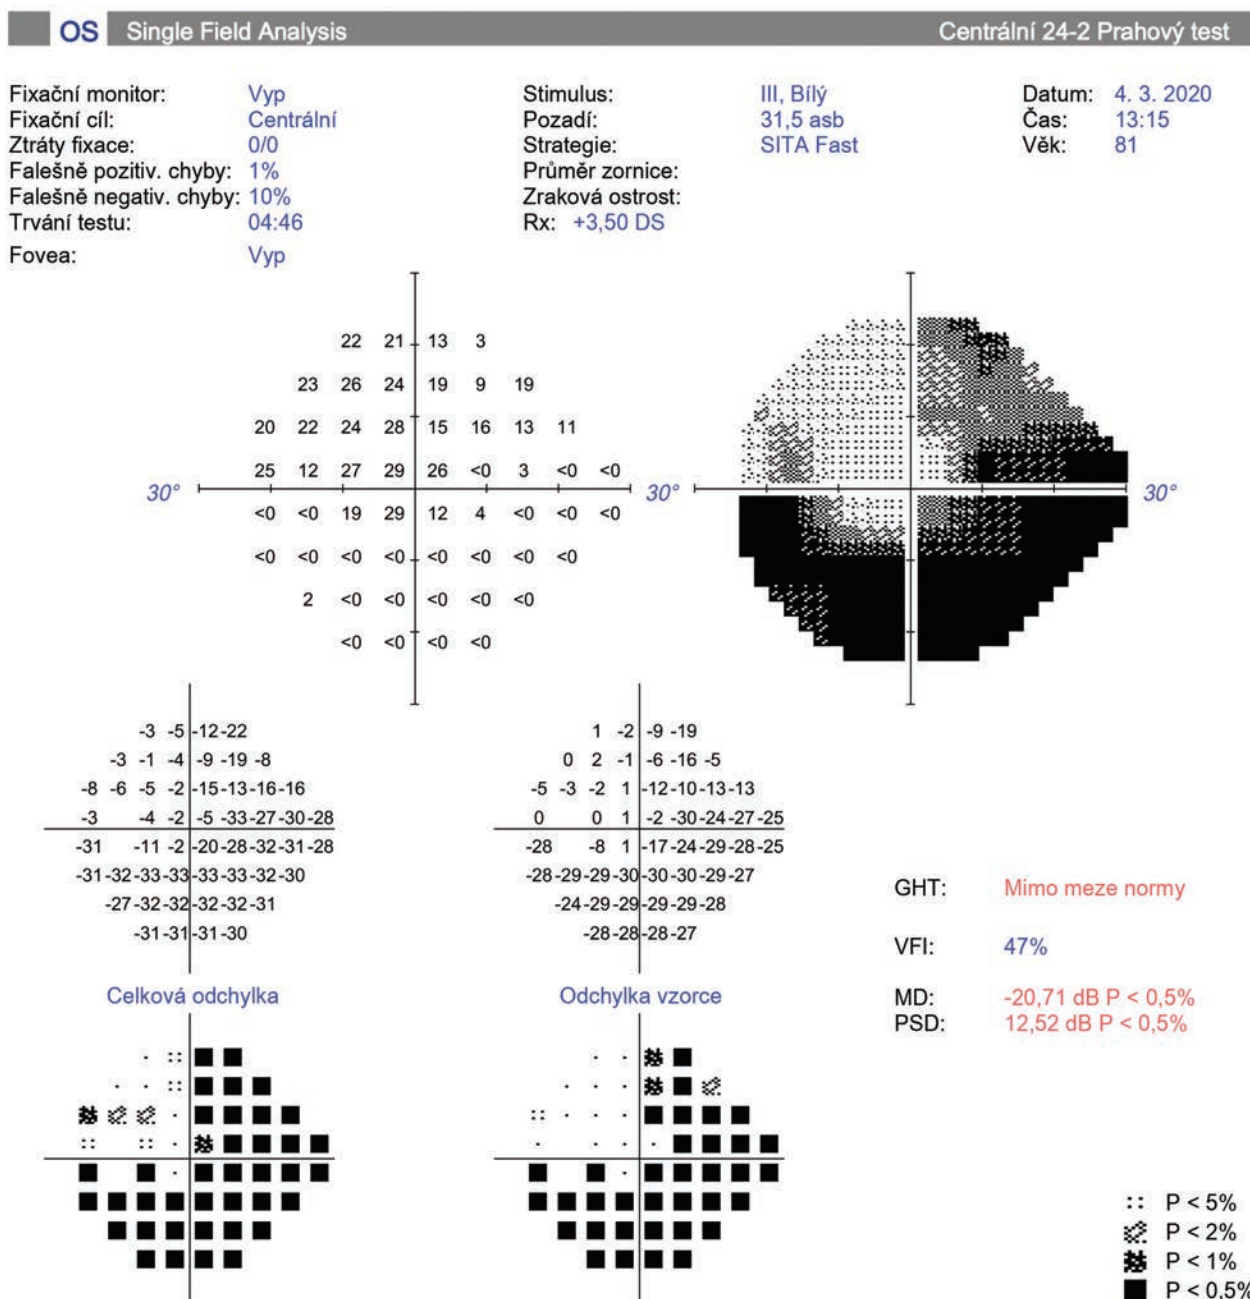 OS Single Field Analysis Centrální 24-2 Prahový test
Fixační monitor: Vyp Stimulus: III, Bílý Datum: 4. 3. 2020
Fixační cíl: Centrální Pozadí: 31,5 asb Čas: 13:15
Ztráty fixace: 0/0 Strategie: SITA Fast Věk: 81
Falešně pozitiv. chyby: 1% Průměr zornice:
Falešně negativ. chyby: 10% Zraková ostrost:
Trvání testu: 04:46 Rx: +3,50 DS
Fovea: Vyp
22 21 13 3
23 26 24 19 9 19
20 22 24 28 15 16 13 11
25 12 27 29 26 <0 3 <0 <0
30° 30° 30°
<0 <0 19 29 12 4 <0 <0 <0
<0 <0 <0 <0 <0 <0 <0 <0
2 <0 <0 <0 <0 <0
<0 <0 <0 <0
-3 -5 -12 -22 1 -2 -9 -19
-3 -1 -4 -9 -19 -8 0 2 -1 -6 -16 -5
-8 -6 -5 -2 -15 -13 -16 -16 -5 -3 -2 1 -12 -10 -13 -13
-3 -4 -2 -5 -33 -27 -30 -28 0 0 1 -2 -30 -24 -27 -25
-31 -11 -2 -20 -28 -32 -31 -28 -28 -8 1 -17 -24 -29 -28 -25
-31 -32 -33 -33 -33 -33 -32 -30 -28 -29 -29 -30 -30 -30 -29 -27
-27 -32 -32 -32 -32 -31 -24 -29 -29 -29 -29 -28
-31 -31 -31 -30 -28 -28 -28 -27
GHT: Mimo meze normy
VFI: 47%
Celková odchylka Odchylka vzorce MD: -20,71 dB P < 0,5%
PSD: 12,52 dB P < 0,5%
P < 5%
P < 2%
P < 1%
P < 0,5%